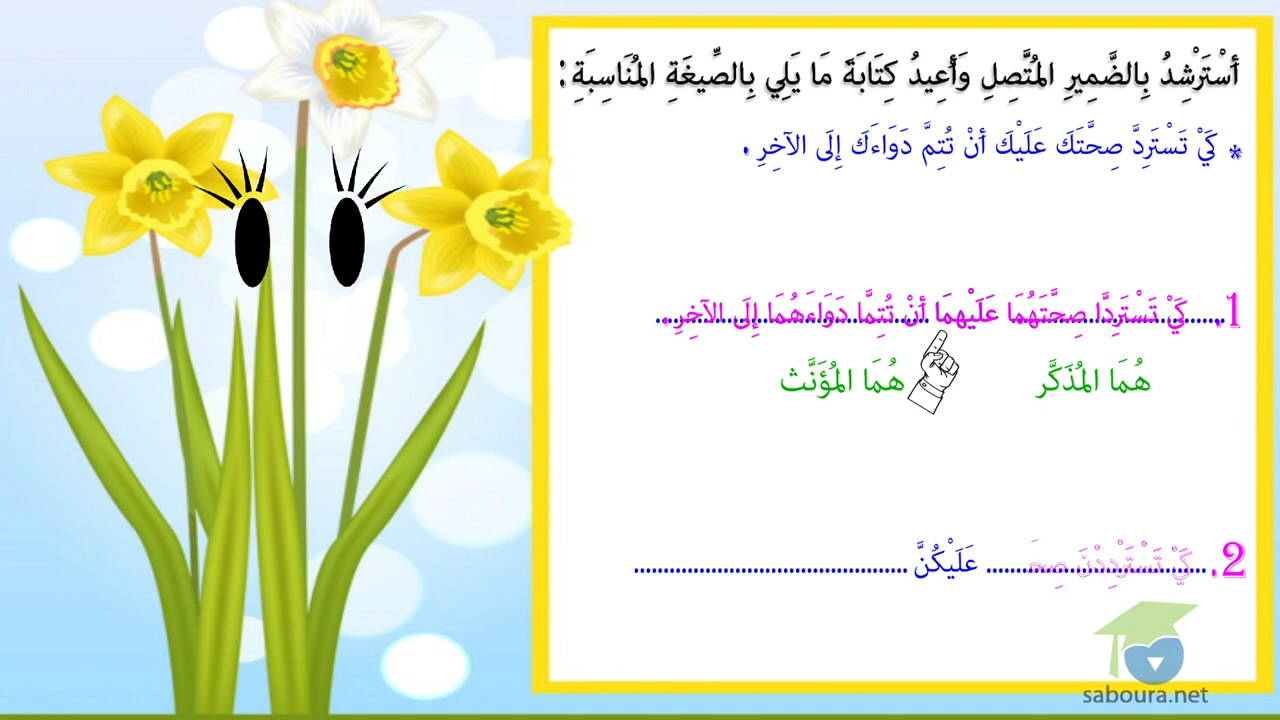 أَسْتَرْشِدُ بِالضَّمِيرِ المُتَّصِلِ وَأُعِيدُ كِتَابَةَ مَا يَلِي بِالصِّيغَةِ المُنَاسِبَةِ :
* كَيْ تَسْتَرِدَّ صِحَّتَكَ عَلَيْكَ أَنْ تُتِمَّ دَوَاءَكَ إِلَى الآخِرِ .
1. كَيْ تَسْتَرِدَّا صِحَّتَهُمَا عَلَيْهِمَا أَنْ تُتِمَّا دَوَاءَهُمَا إِلَى الآخِرِ.
هُمَا المُذَكَّر هُمَا المُؤَنَّث
2. كَيْ تَسْتَرْدِدْنَ صِحَـ ........ عَلَيْكُنَّ ........
saboura.net